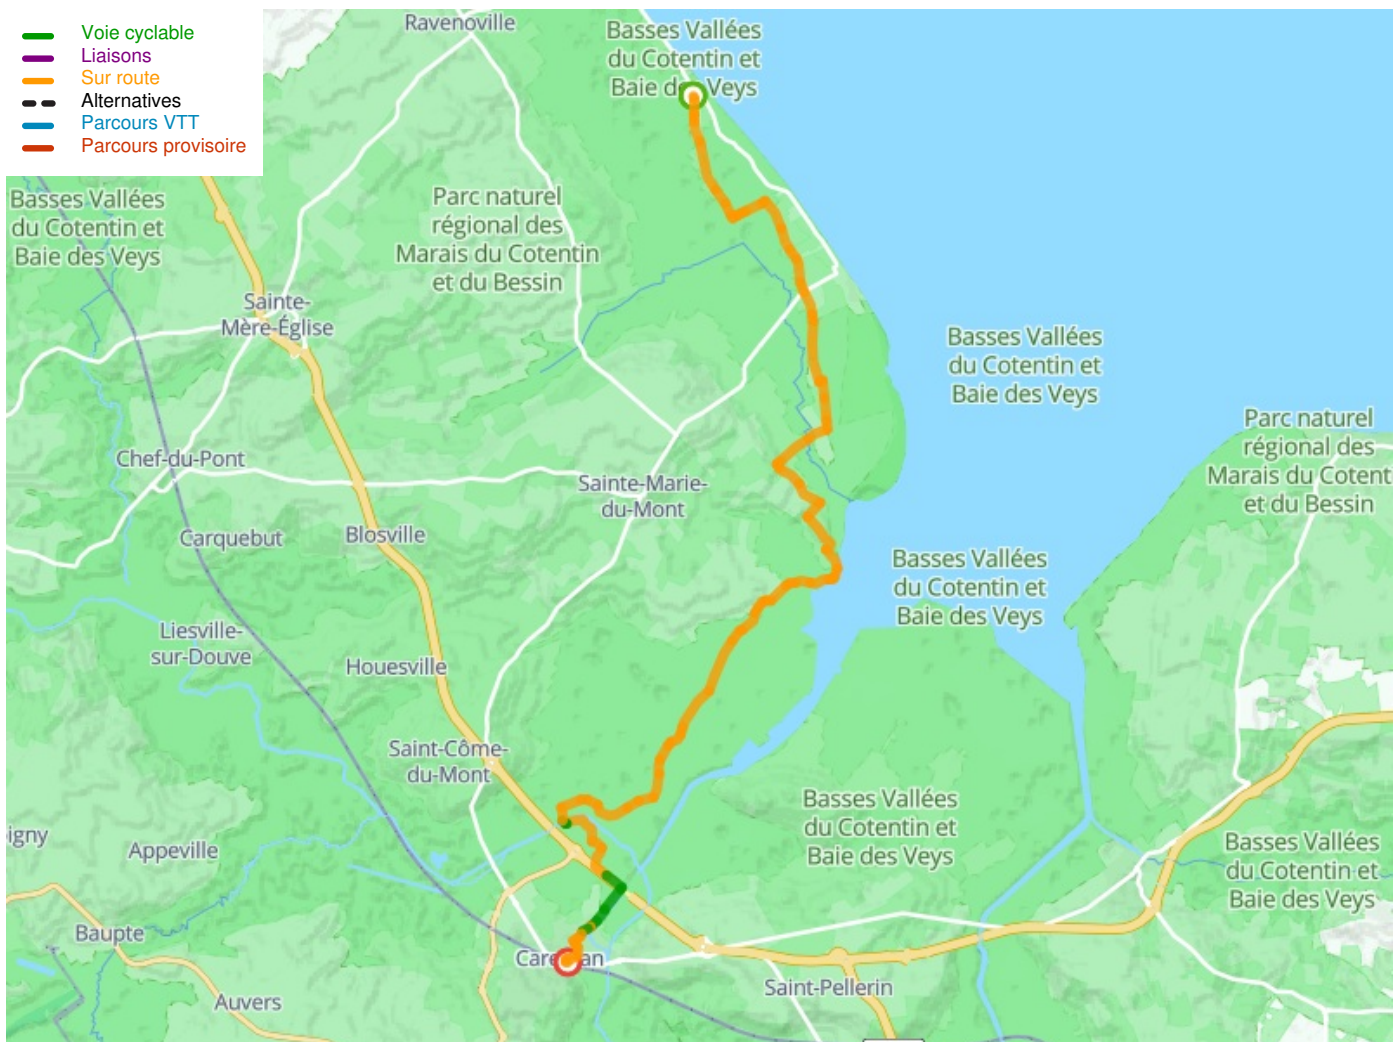 Voie cyclable
Liaisons
Sur route
Alternatives
Parcours VTT
Parcours provisoire
Ravenoville
Basses Vallées
du Cotentin et
Baie des Veys
Basses Vallées
du Cotentin et
Baie des Veys
Parc naturel
régional des
Marais du Cotentin
et du Bessin
Sainte-
Mère-Église
Basses Vallées
du Cotentin et
Baie des Veys
Parc naturel
régional des
Marais du Cotent
et du Bessin
Chef-du-Pont
Sainte-Marie-
du-Mont
Carquebut
Blosville
Basses Vallées
du Cotentin et
Baie des Veys
Liesville-
sur-Douve
Houesville
Saint-Côme-
du-Mont
Basses Vallées
du Cotentin et
Baie des Veys
igny
Appeville
Basses Vallées
du Cotentin et
Baie des Veys
Baupte
Carentan
Saint-Pellerin
Auvers